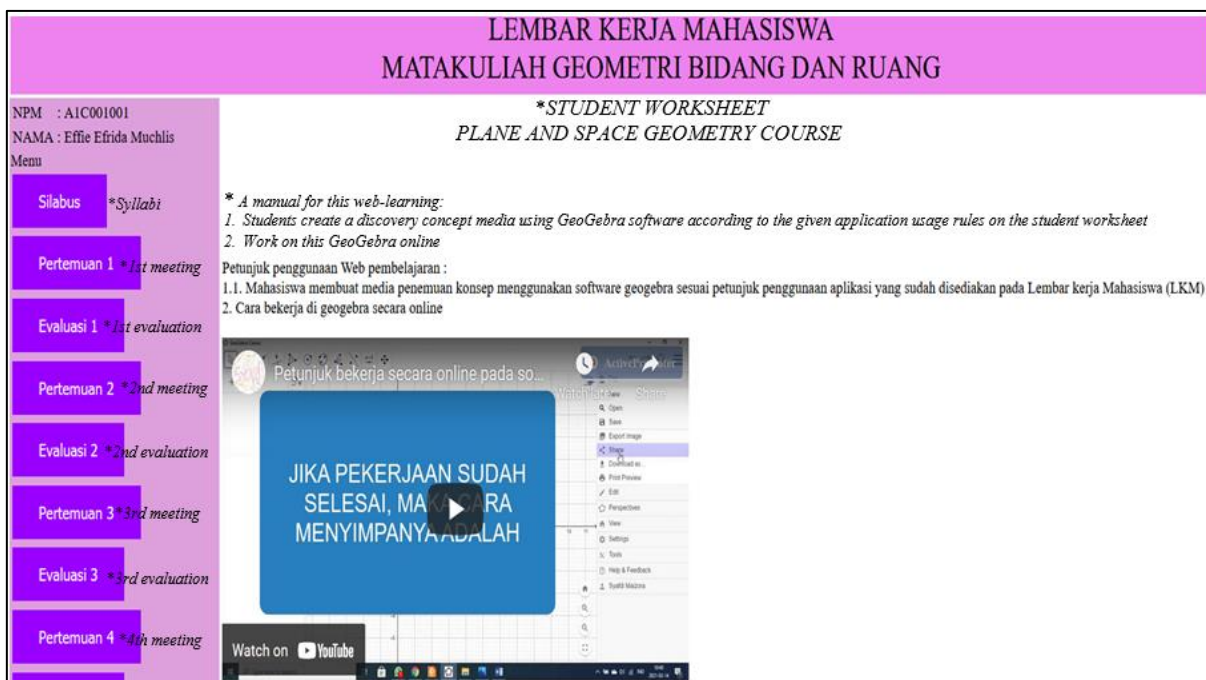 LEMBAR KERJA MAHASISWA
MATAKULIAH GEOMETRI BIDANG DAN RUANG
NPM : A1C001001
NAMA : Effie Efrida Muchlis
Menu
Silabus *Syllabi
Pertemuan 1 *1st meeting
Evaluasi 1 *1st evaluation
Pertemuan 2 *2nd meeting
Evaluasi 2 *2nd evaluation
Pertemuan 3 *3rd meeting
Evaluasi 3 *3rd evaluation
Pertemuan 4 *4th meeting
*STUDENT WORKSHEET
PLANE AND SPACE GEOMETRY COURSE
* A manual for this web-learning:
1. Students create a discovery concept media using GeoGebra software according to the given application usage rules on the student worksheet
2. Work on this GeoGebra online
Petunjuk penggunaan Web pembelajaran :
1.1. Mahasiswa membuat media penemuan konsep menggunakan software geogebra sesuai petunjuk penggunaan aplikasi yang sudah disediakan pada Lembar kerja Mahasiswa (LKM)
2. Cara bekerja di geogebra secara online
Petunjuk bekerja secara online pada so...
Share
JIKA PEKERJAAN SUDAH
SELESAI, MAKA CARA
MENYIMPANYA ADALAH
Open
Save
Export Image
Share
Download as...
Print Preview
Edit
Perspectives
View
Settings
Tools
Help & Feedback
Watch on YouTube